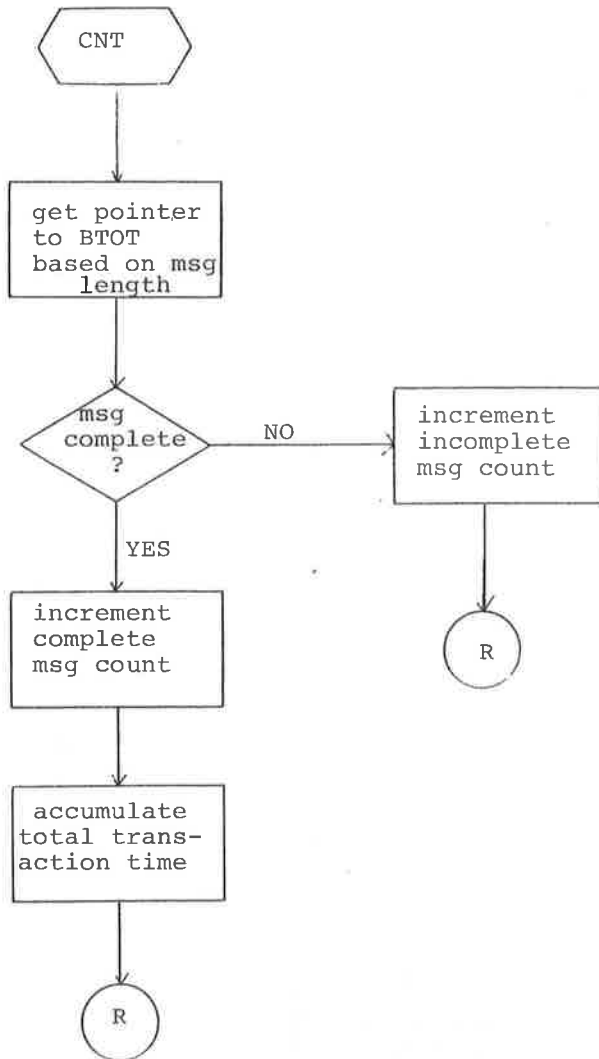 CNT
get pointer
to BTOT
based on msg
length
msg
complete
?
NO
increment
incomplete
msg count
YES
R
increment
complete
msg count
accumulate
total trans-
action time
R